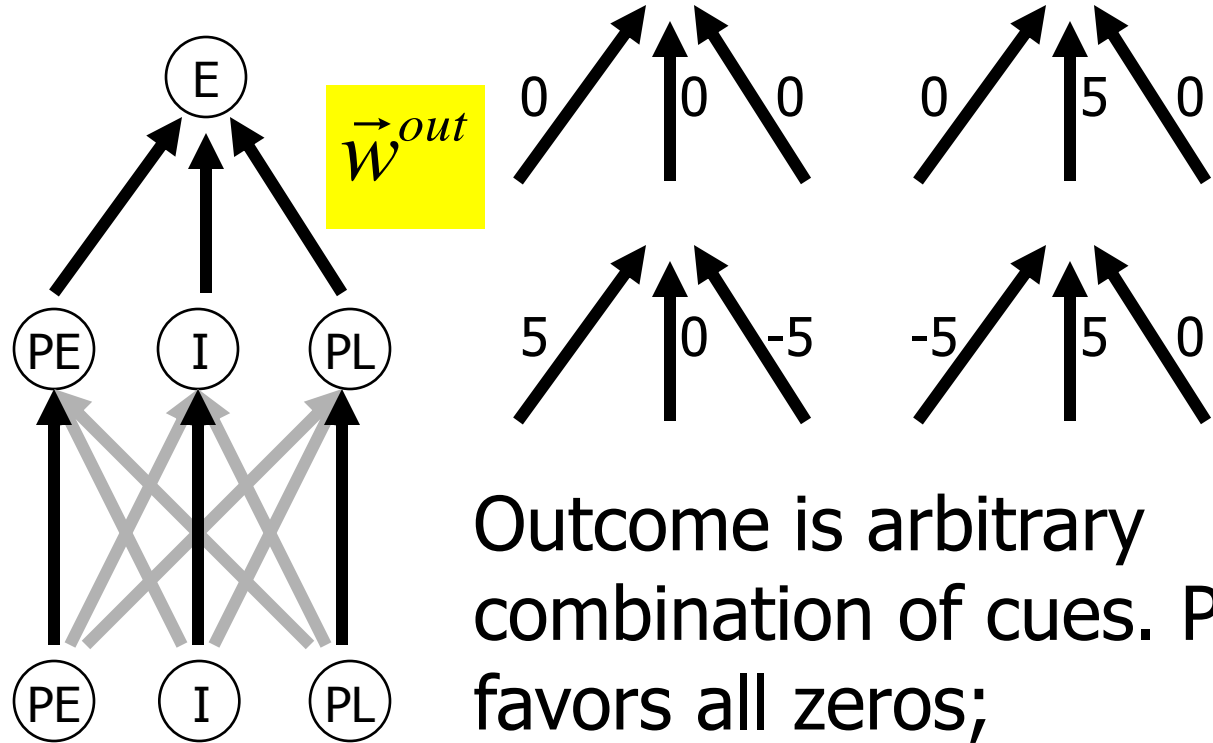 E
w out
0 0 0
0 5 0
5 0 -5
-5 5 0
PE I PL
PE I PL
Outcome is arbitrary
combination of cues. P
favors all zeros;